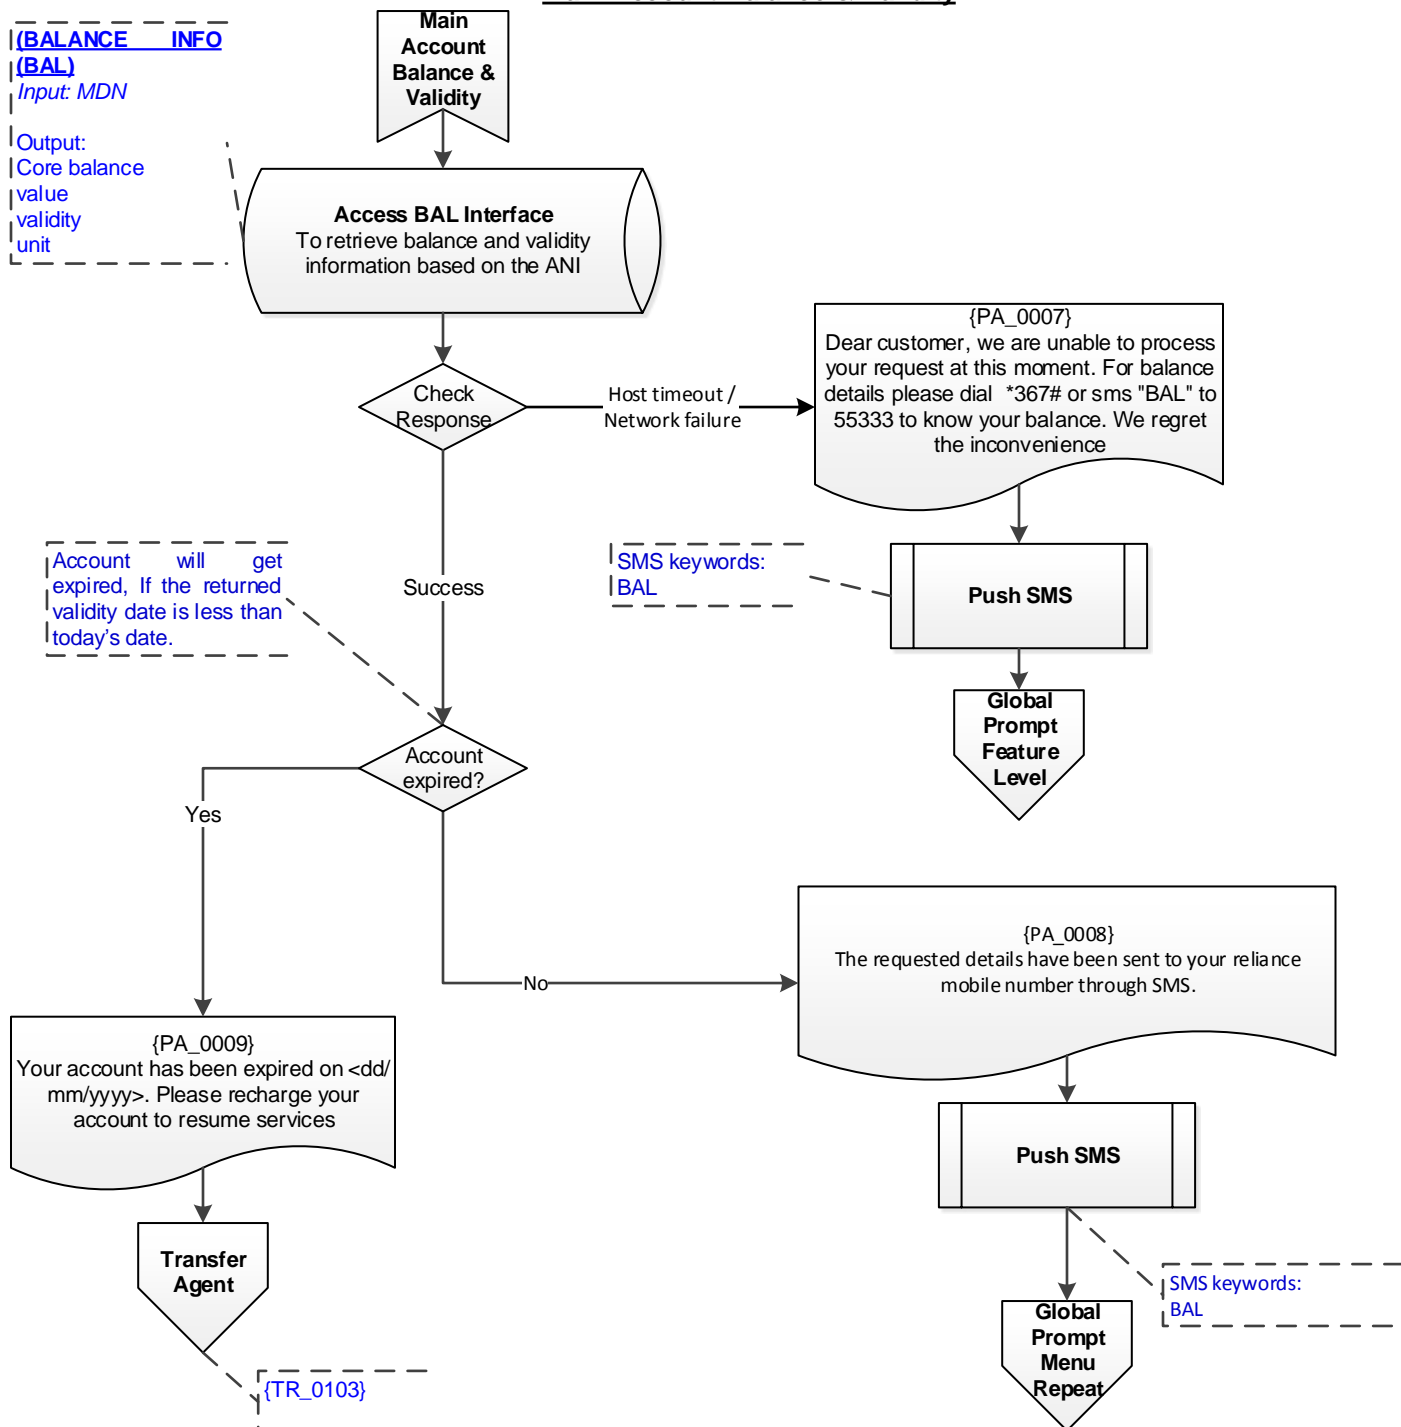 Main
Account
Balance &
Validity
(BALANCE INFO
(BAL)
Input: MDN
Output:
Core balance
value
validity
unit
Access BAL Interface
To retrieve balance and validity
information based on the ANI
{PA_0007}
Dear customer, we are unable to process
your request at this moment. For balance
details please dial *367# or sms "BAL" to
55333 to know your balance. We regret
the inconvenience
Check
Response
Host timeout /
Network failure
Account will get
expired, If the returned
validity date is less than
today's date.
Success
SMS keywords:
BAL
Push SMS
Global
Prompt
Feature
Level
Account
expired?
Yes
No
{PA_0008}
The requested details have been sent to your reliance
mobile number through SMS.
{PA_0009}
Your account has been expired on <dd/
mm/yyyy>. Please recharge your
account to resume services
Push SMS
Transfer
Agent
SMS keywords:
BAL
Global
Prompt
Menu
Repeat
{TR_0103}